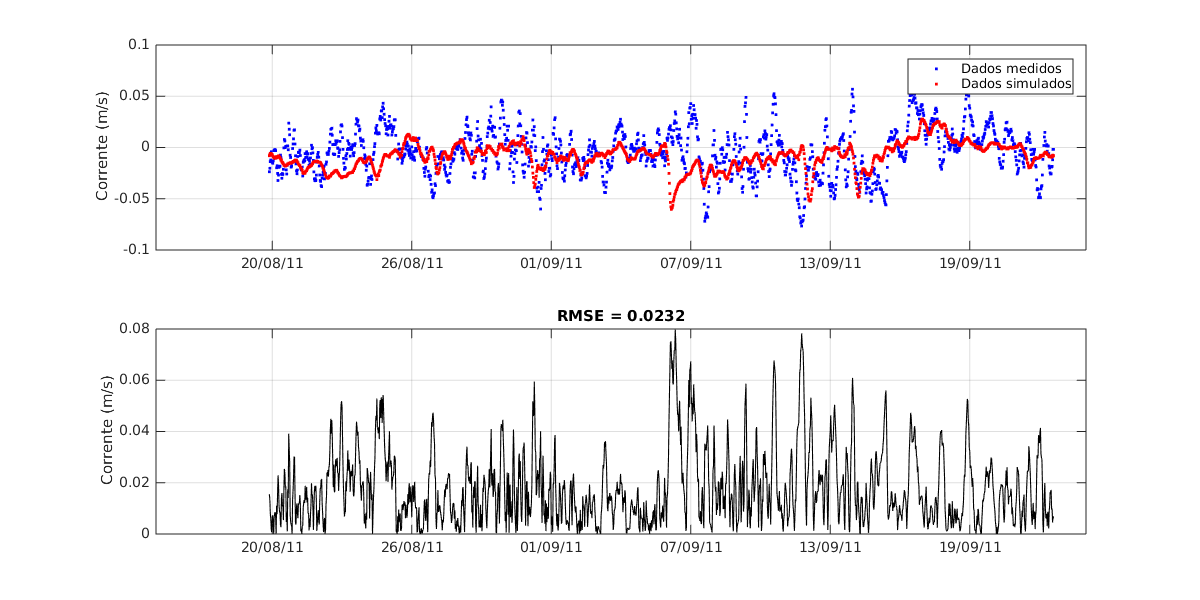 0.1
0.05
0
-0.05
-0.1
Corrente (m/s)
Dados medidos
Dados simulados
20/08/11 26/08/11 01/09/11 07/09/11 13/09/11 19/09/11
RMSE = 0.0232
0.08
0.06
0.04
0.02
0
Corrente (m/s)
20/08/11 26/08/11 01/09/11 07/09/11 13/09/11 19/09/11